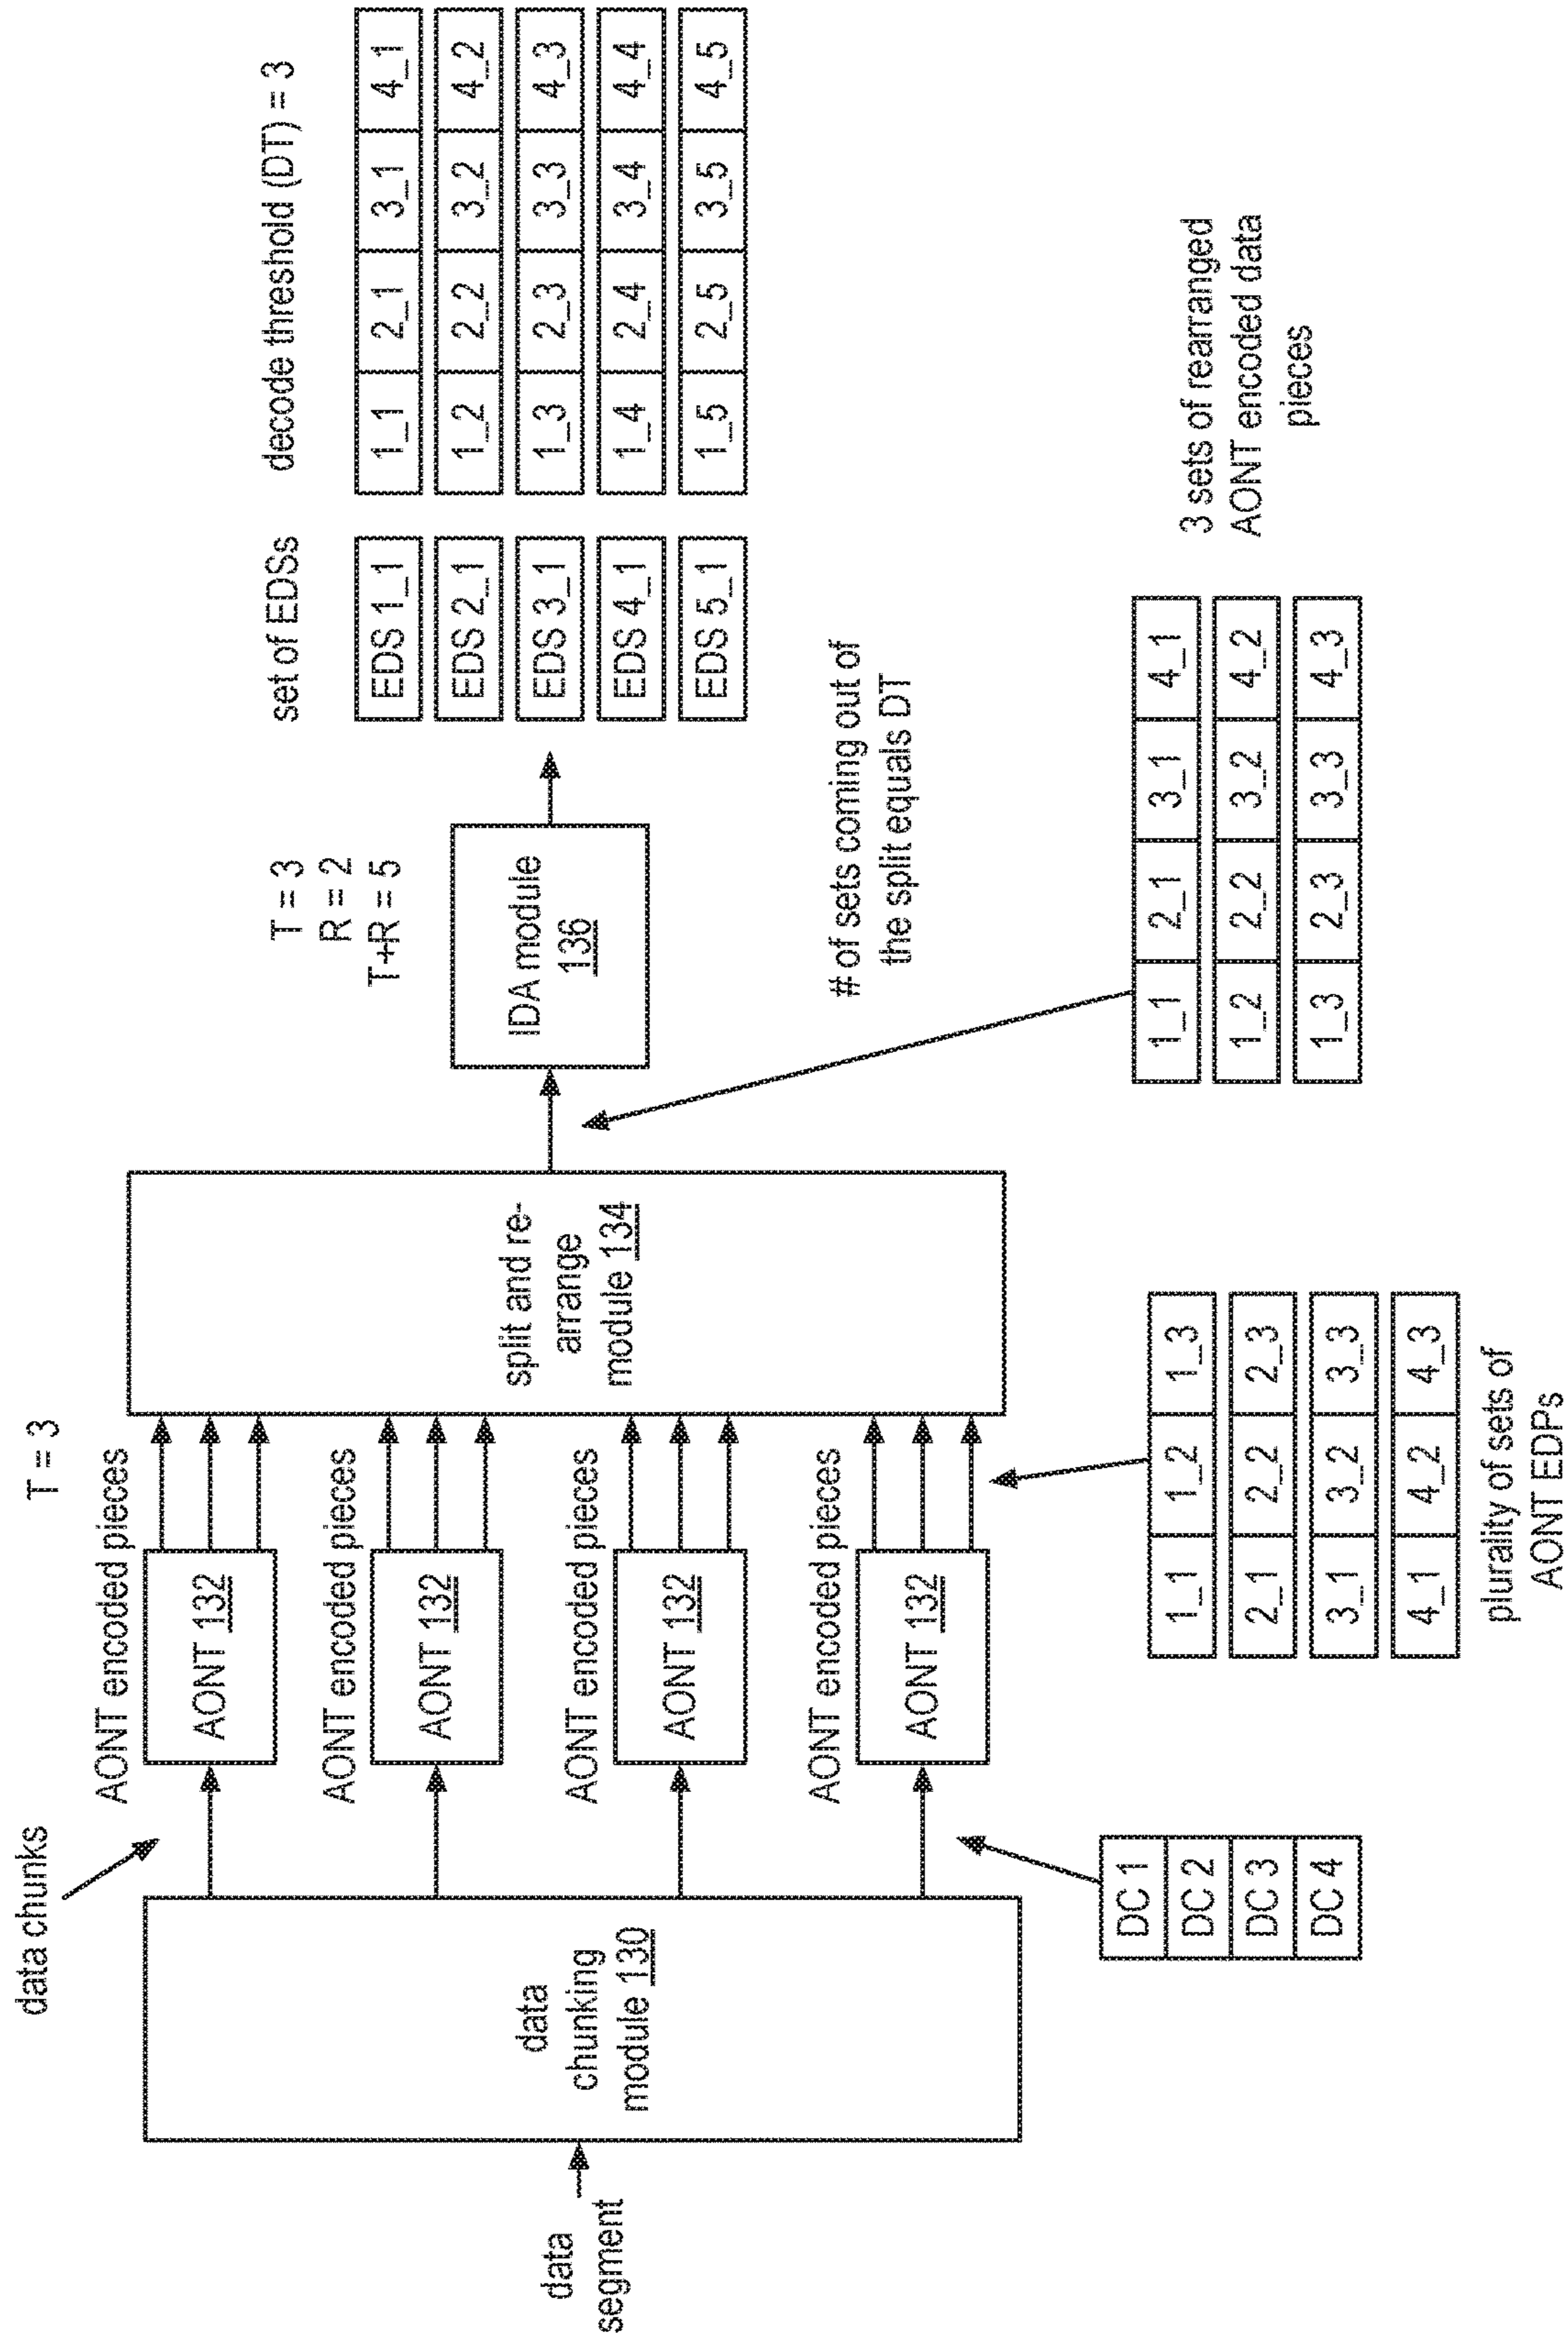 data chunks
T = 3
T = 3
R = 2
T+R = 5
set of EDSs
decode threshold (DT) = 3
AONT encoded pieces
AONT 132
AONT encoded pieces
AONT 132
AONT encoded pieces
AONT 132
AONT encoded pieces
AONT 132
data
segment
data
chunking
module 130
split and re-
arrange
module 134
IDA module
136
EDS 1_1
EDS 2_1
EDS 3_1
EDS 4_1
EDS 5_1
1_1 2_1 3_1 4_1
1_2 2_2 3_2 4_2
1_3 2_3 3_3 4_3
1_4 2_4 3_4 4_4
1_5 2_5 3_5 4_5
# of sets coming out of
the split equals DT
DC 1
DC 2
DC 3
DC 4
1_1 1_2 1_3
2_1 2_2 2_3
3_1 3_2 3_3
4_1 4_2 4_3
plurality of sets of
AONT EDPs
1_1 2_1 3_1 4_1
1_2 2_2 3_2 4_2
1_3 2_3 3_3 4_3
3 sets of rearranged
AONT encoded data
pieces